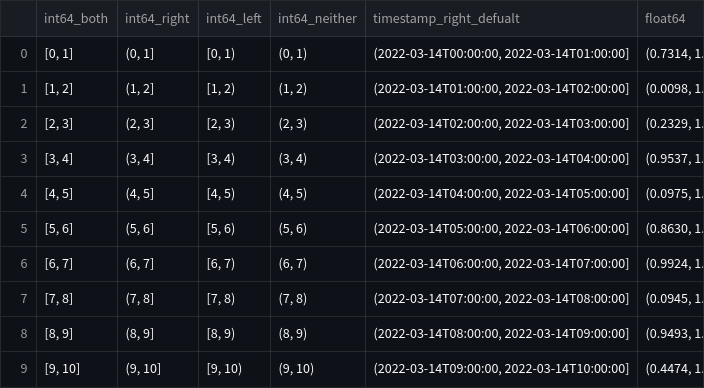 int64_both int64_right int64_left int64_neither timestamp_right_defualt float64
0 [0, 1] (0, 1] [0, 1) (0, 1) (2022-03-14T00:00:00, 2022-03-14T01:00:00] (0.7314, 1.
1 [1, 2] (1, 2] [1, 2) (1, 2) (2022-03-14T01:00:00, 2022-03-14T02:00:00] (0.0098, 1.
2 [2, 3] (2, 3] [2, 3) (2, 3) (2022-03-14T02:00:00, 2022-03-14T03:00:00] (0.2329, 1.
3 [3, 4] (3, 4] [3, 4) (3, 4) (2022-03-14T03:00:00, 2022-03-14T04:00:00] (0.9537, 1.
4 [4, 5] (4, 5] [4, 5) (4, 5) (2022-03-14T04:00:00, 2022-03-14T05:00:00] (0.0975, 1.
5 [5, 6] (5, 6] [5, 6) (5, 6) (2022-03-14T05:00:00, 2022-03-14T06:00:00] (0.8630, 1.
6 [6, 7] (6, 7] [6, 7) (6, 7) (2022-03-14T06:00:00, 2022-03-14T07:00:00] (0.9924, 1.
7 [7, 8] (7, 8] [7, 8) (7, 8) (2022-03-14T07:00:00, 2022-03-14T08:00:00] (0.0945, 1.
8 [8, 9] (8, 9] [8, 9) (8, 9) (2022-03-14T08:00:00, 2022-03-14T09:00:00] (0.9493, 1.
9 [9, 10] (9, 10] [9, 10) (9, 10) (2022-03-14T09:00:00, 2022-03-14T10:00:00] (0.4474, 1.